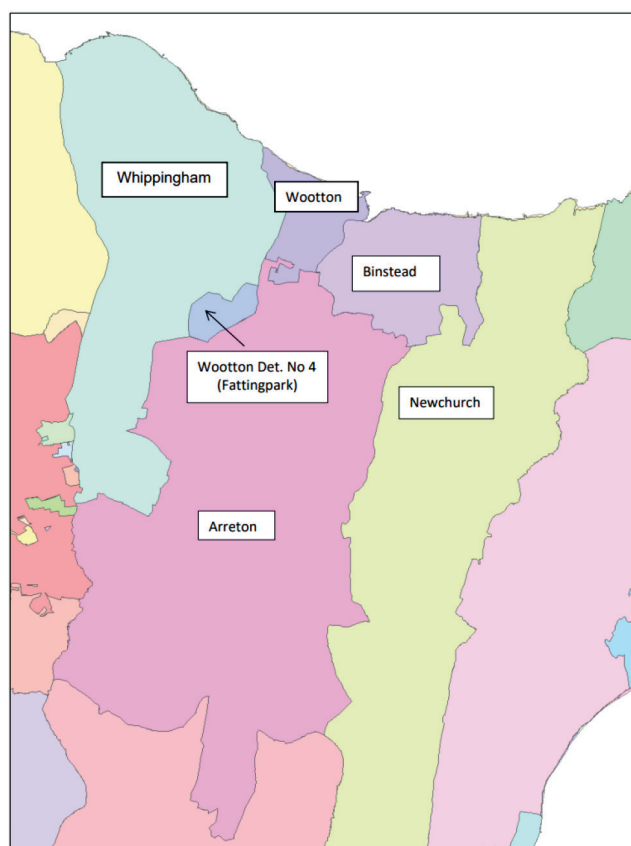 Whippingham
Wootton
Binstead
Wootton Det. No 4
(Fattingpark)
Newchurch
Arreton